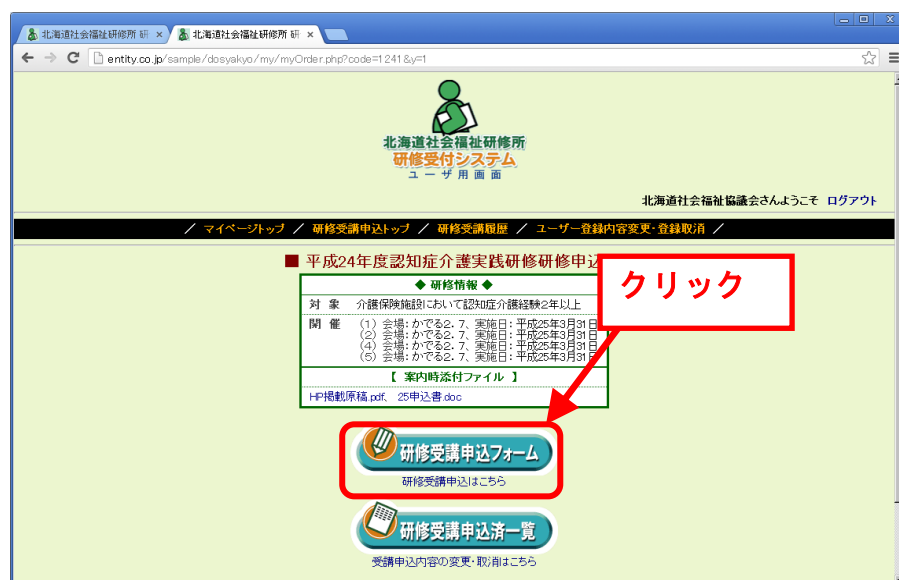 北海道社会福祉研修所 研
北海道社会福祉研修所 研
entity.co.jp/sample/dosyakyo/my/myOrder.php?code=1241&y=1
北海道社会福祉研修所
研修受付システム
ユーザ用画面
北海道社会福祉協議会さんようこそ ログアウト
／ マイページトップ ／ 研修受講申込トップ ／ 研修受講履歴 ／ ユーザー登録内容変更・登録取消 ／
■ 平成24年度認知症介護実践研修研修申込
クリック
◆ 研修情報 ◆
対 象 介護保険施設において認知症介護経験2年以上
開 催 (1) 会場：かでる2．7、実施日：平成25年3月31日
(2) 会場：かでる2．7、実施日：平成25年3月31日
(4) 会場：かでる2．7、実施日：平成25年3月31日
(5) 会場：かでる2．7、実施日：平成25年3月31日
【 案内時添付ファイル 】
HP掲載原稿.pdf、 25申込書.doc
研修受講申込フォーム
研修受講申込はこちら
研修受講申込済一覧
受講申込内容の変更・取消はこちら